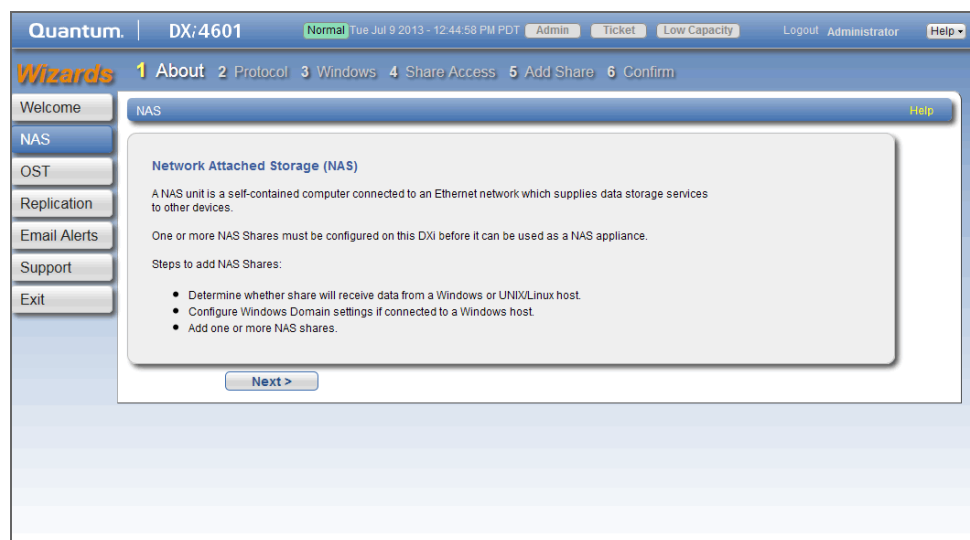 Quantum. DXi4601 Normal Tue Jul 9 2013 - 12:44:58 PM PDT Admin Ticket Low Capacity Logout Administrator Help
Wizards 1 About 2 Protocol 3 Windows 4 Share Access 5 Add Share 6 Confirm
Welcome
NAS
OST
Replication
Email Alerts
Support
Exit
NAS Help
Network Attached Storage (NAS)
A NAS unit is a self-contained computer connected to an Ethernet network which supplies data storage services
to other devices.
One or more NAS Shares must be configured on this DXi before it can be used as a NAS appliance.
Steps to add NAS Shares:
• Determine whether share will receive data from a Windows or UNIX/Linux host.
• Configure Windows Domain settings if connected to a Windows host.
• Add one or more NAS shares.
Next >